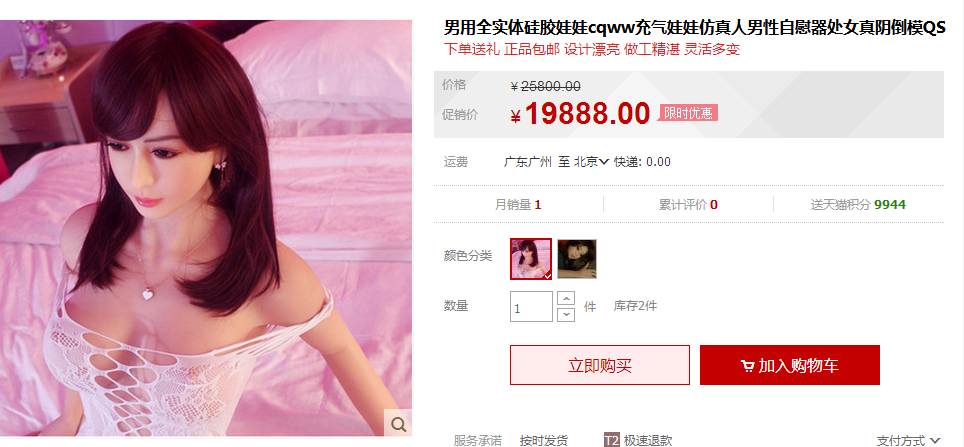 男用全实体硅胶娃娃cqww充气娃娃仿真人男性自慰器处女真阴倒模QS
下单送礼 正品包邮 设计漂亮 做工精湛 灵活多变
价格 ¥25800.00
促销价 ¥19888.00 限时优惠
运费 广东广州 至 北京 快递: 0.00
月销量 1 累计评价 0 送天猫积分 9944
颜色分类
数量 1 件 库存2件
立即购买 加入购物车
服务承诺 按时发货 T2 极速退款 支付方式